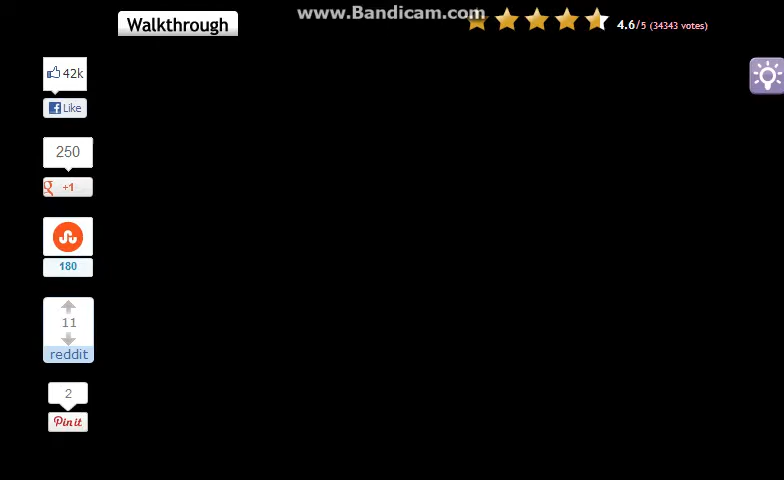 www.Bandicam.com
Walkthrough
4.6/5 (34343 votes)
42k
Like
250
g +1
180
11
reddit
2
Pin it